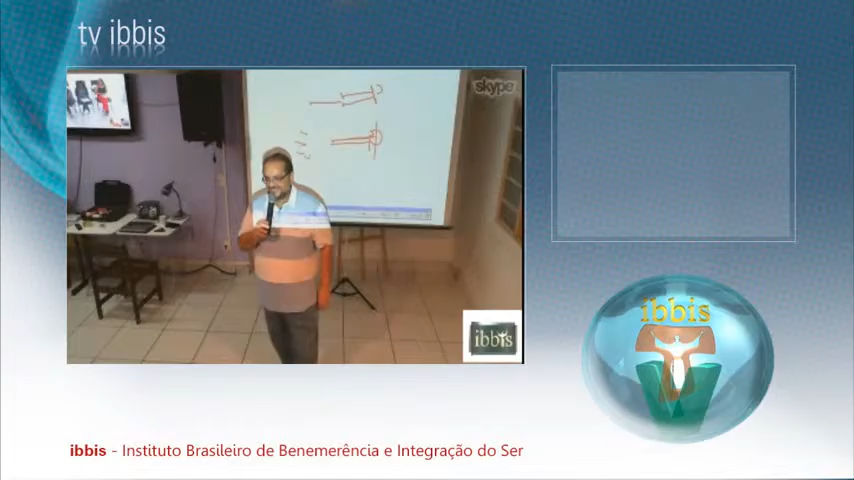 tv ibbis
skype
ibbis
ibbis
ibbis - Instituto Brasileiro de Benemerência e Integração do Ser